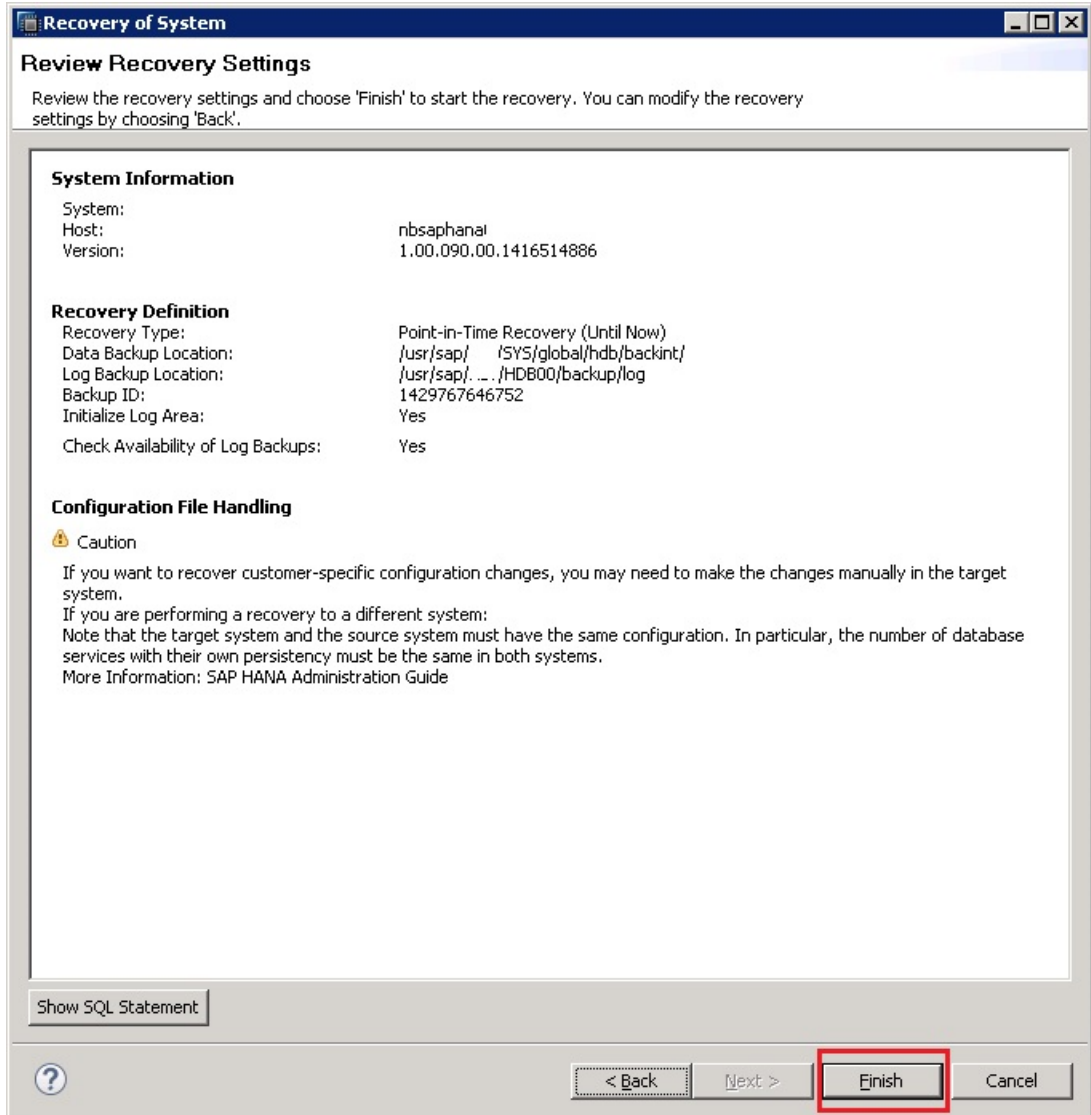 Recovery of System
Review Recovery Settings
Review the recovery settings and choose 'Finish' to start the recovery. You can modify the recovery
settings by choosing 'Back'.
System Information
System:
Host: nbsaphana
Version: 1.00.090.00.1416514886
Recovery Definition
Recovery Type: Point-in-Time Recovery (Until Now)
Data Backup Location: /usr/sap/ /SYS/global/hdb/backint/
Log Backup Location: /usr/sap/ /HDB00/backup/log
Backup ID: 1429767646752
Initialize Log Area: Yes
Check Availability of Log Backups: Yes
Configuration File Handling
Caution
If you want to recover customer-specific configuration changes, you may need to make the changes manually in the target
system.
If you are performing a recovery to a different system:
Note that the target system and the source system must have the same configuration. In particular, the number of database
services with their own persistency must be the same in both systems.
More Information: SAP HANA Administration Guide
Show SQL Statement
? < Back Next > Finish Cancel